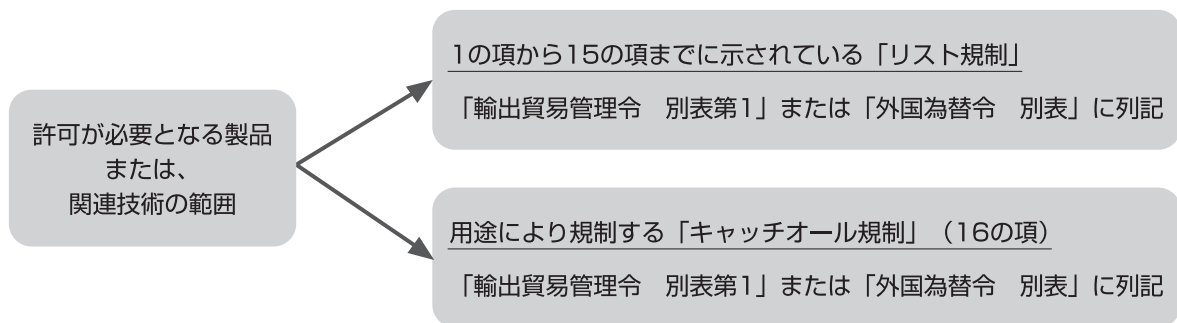 許可が必要となる製品
または、
関連技術の範囲
1の項から15の項までに示されている「リスト規制」
「輸出貿易管理令　別表第1」または「外国為替令　別表」に列記
用途により規制する「キャッチオール規制」（16の項）
「輸出貿易管理令　別表第1」または「外国為替令　別表」に列記